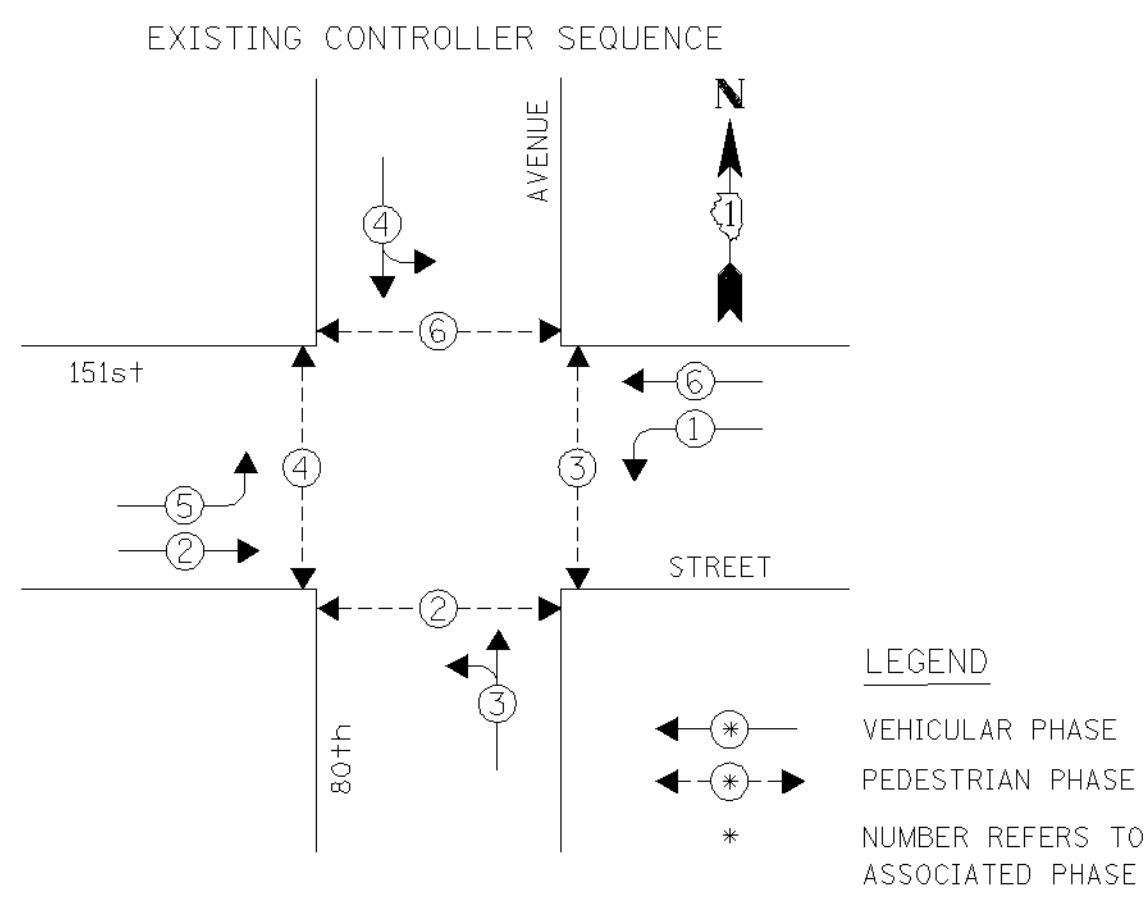 EXISTING CONTROLLER SEQUENCE
N
AVENUE
4
1
6
151st
6
1
4
3
5
2
STREET
2
3
80th
LEGEND
* VEHICULAR PHASE
* PEDESTRIAN PHASE
* NUMBER REFERS TO
ASSOCIATED PHASE